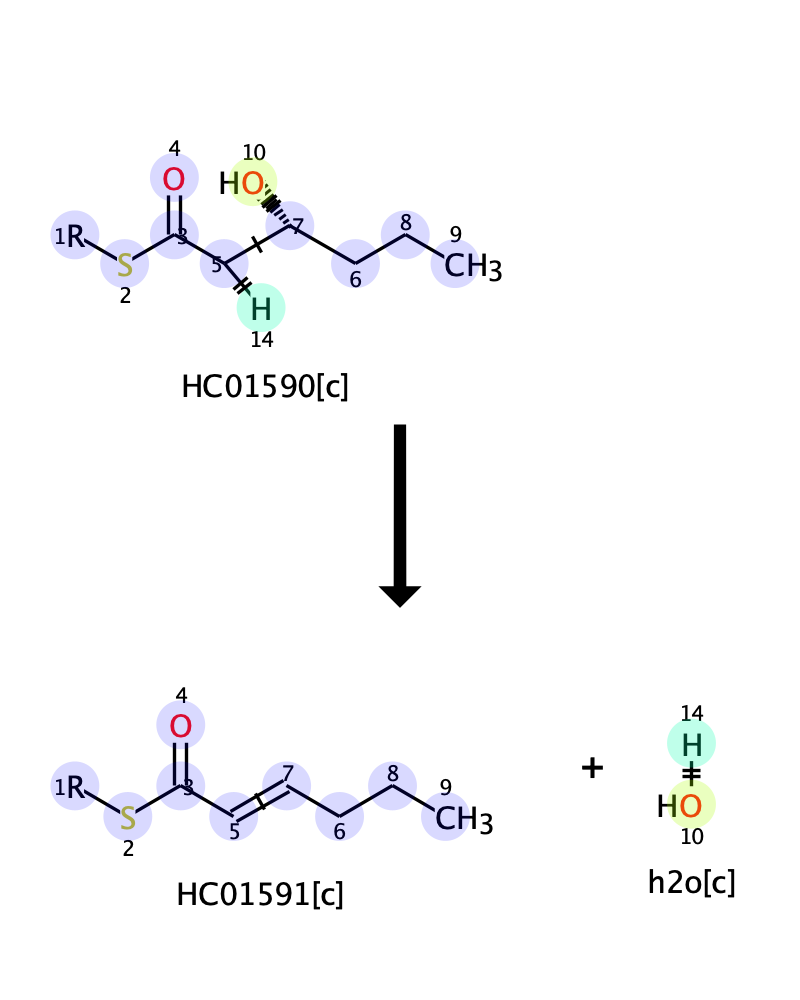 4 10
O HO
1R 3 7 8 9
S 5 6 CH3
2 H
14
HC01590[c]
4
O
14
H
+
1R 3 7 8 9
S 5 6 CH3
HO
2 10
h2o[c]
HC01591[c]